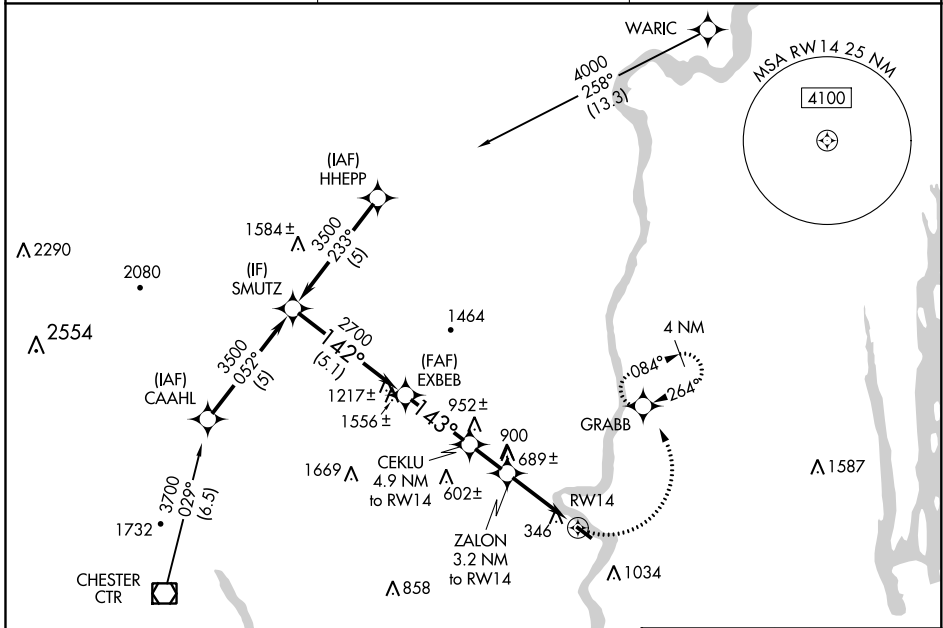 WARIC
4000
258°
(13.3)
MSA RW14 25 NM
4100
(IAF)
HHEPP
1584 ±
3500
233°
(5)
2290
2080
(IF)
SMUTZ
2554
1464
2700
142°
(5.1)
3500
052°
(5)
(IAF)
CAAHL
(FAF)
EXBEB
1217 ±
1556 ±
143°
952 ±
4 NM
084°
264°
GRABB
900
689 ±
CEKLU
4.9 NM
to RW14
1669
602 ±
1587
RW14
346
ZALON
3.2 NM
to RW14
3700
029°
(6.5)
1732
CHESTER
CTR
858
1034